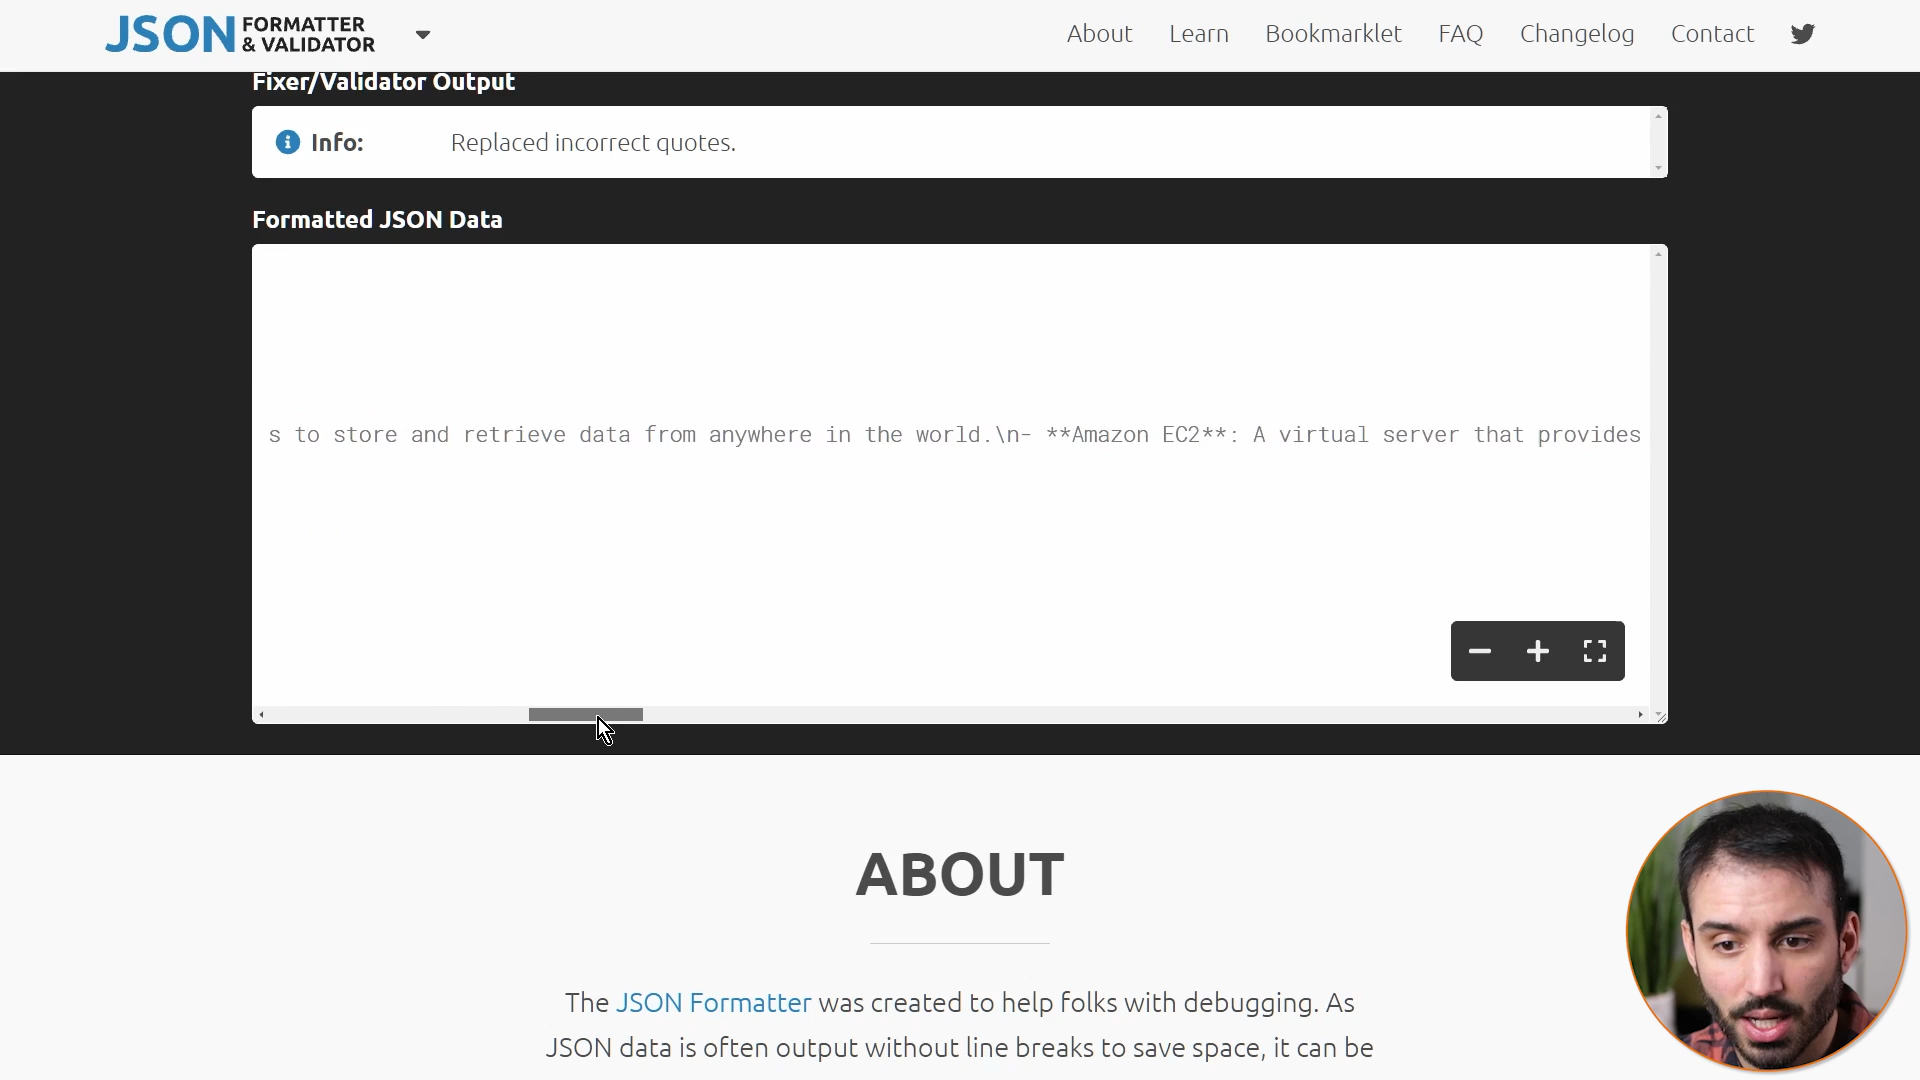 JSON FORMATTER & VALIDATOR
About Learn Bookmarklet FAQ Changelog Contact
Fixer/Validator Output
Info: Replaced incorrect quotes.
Formatted JSON Data
s to store and retrieve data from anywhere in the world.\n- **Amazon EC2**: A virtual server that provides
ABOUT
The JSON Formatter was created to help folks with debugging. As
JSON data is often output without line breaks to save space, it can be